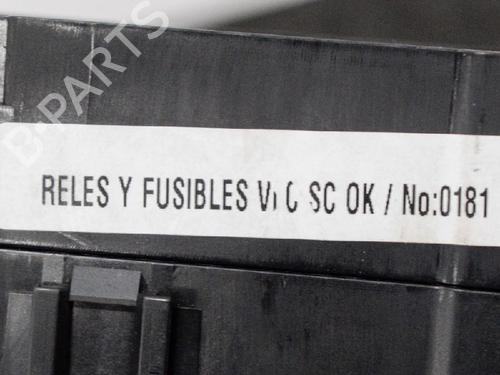 B-PARTS
RELES Y FUSIBLES SC OK / No:0181